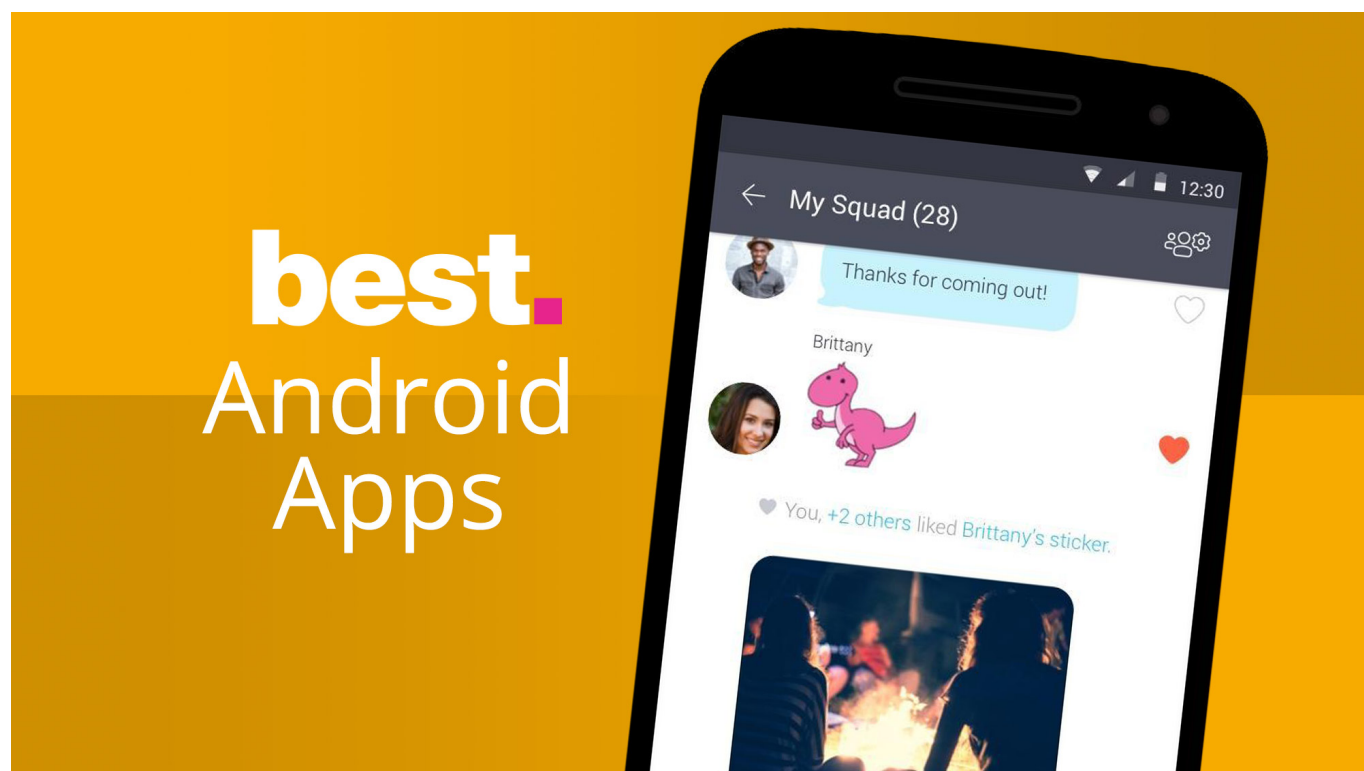 best.
Android
Apps
12:30
My Squad (28)
Thanks for coming out!
Brittany
You, +2 others liked Brittany's sticker.